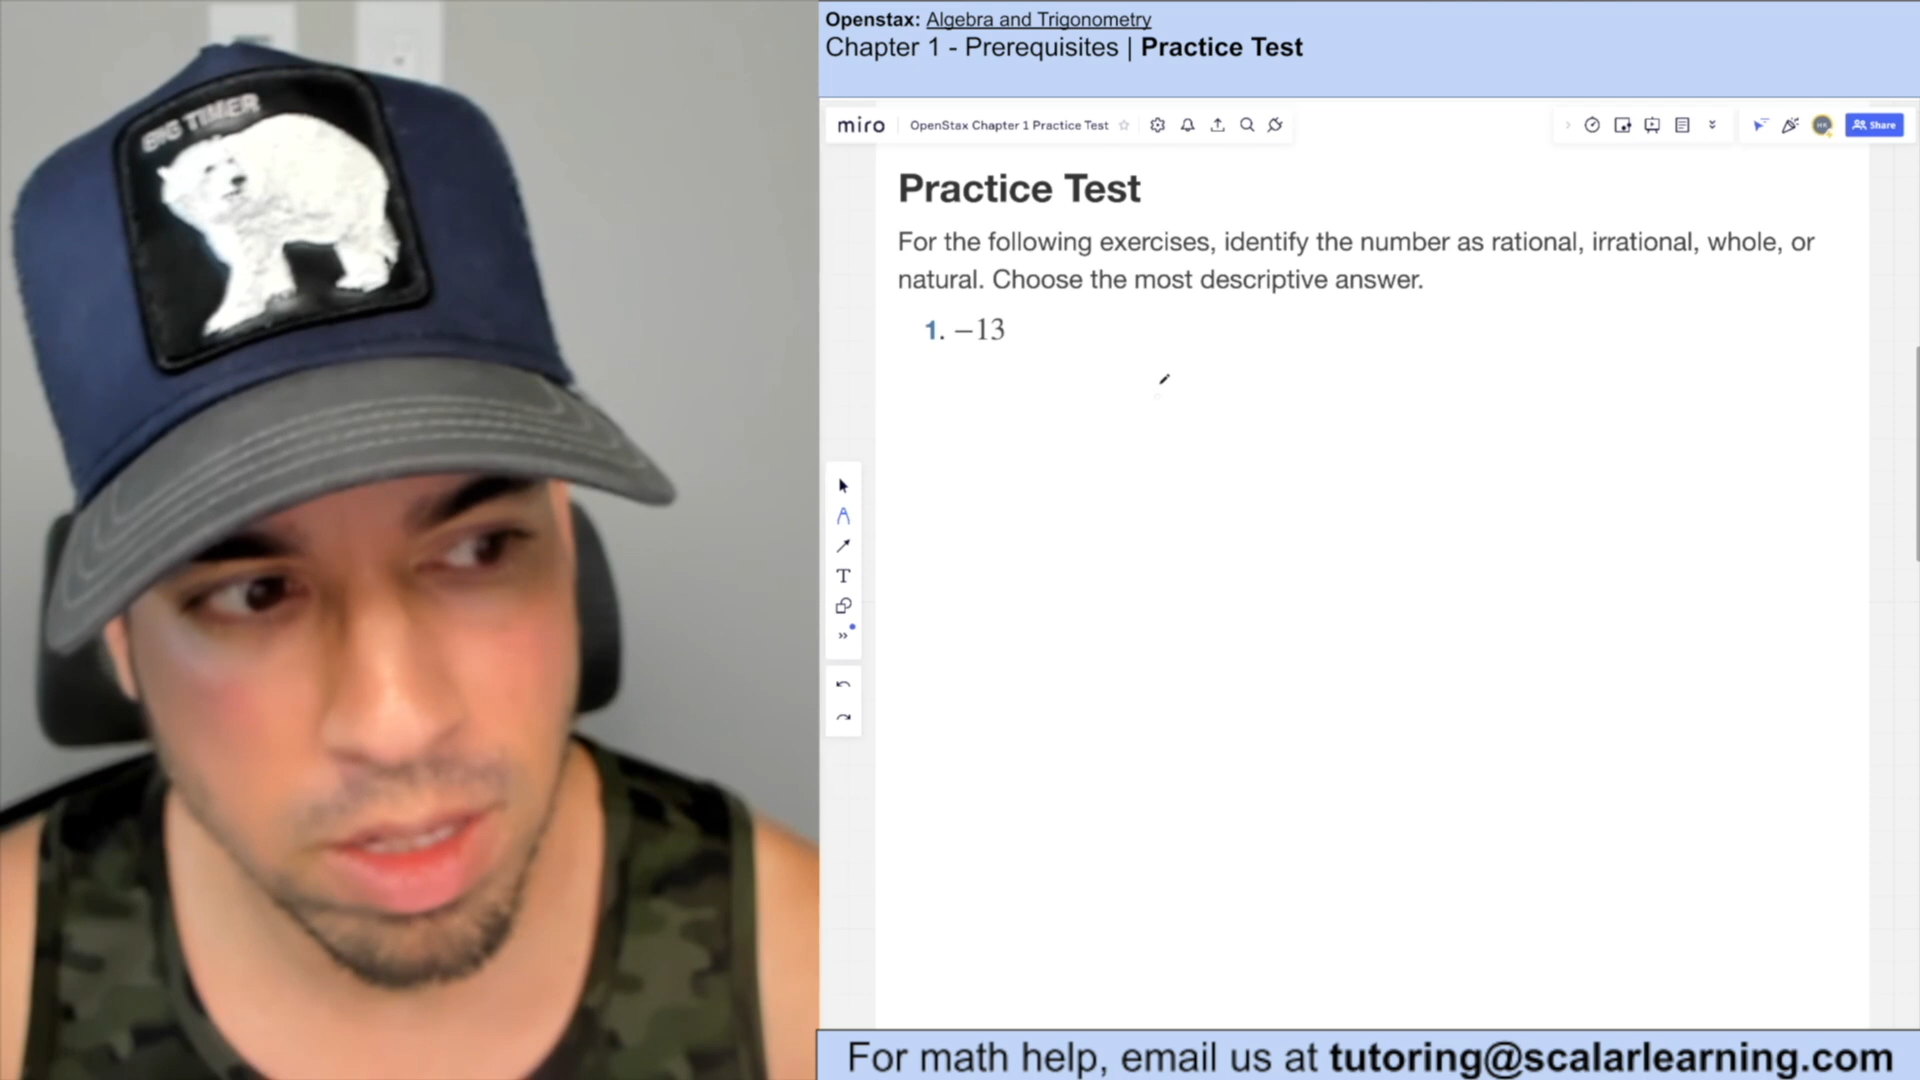 BIG TIMER
Openstax: Algebra and Trigonometry
Chapter 1 - Prerequisites | Practice Test
miro OpenStax Chapter 1 Practice Test Share
Practice Test
For the following exercises, identify the number as rational, irrational, whole, or
natural. Choose the most descriptive answer.
1. −13
For math help, email us at tutoring@scalarlearning.com